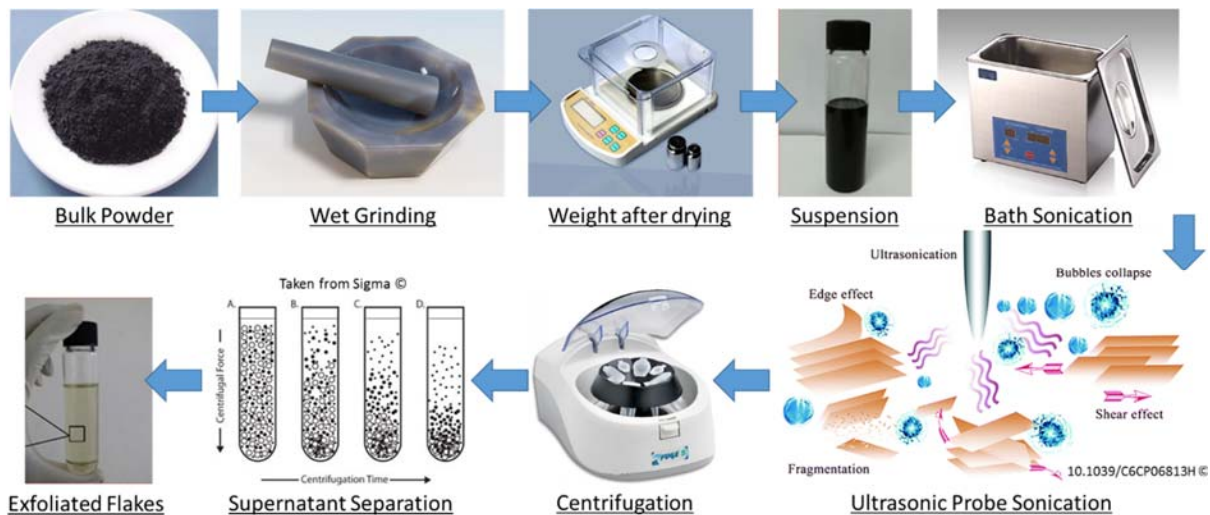 Bulk Powder
Wet Grinding
Weight after drying
Suspension
Bath Sonication
Ultrasonication
Bubbles collapse
Edge effect
Shear effect
Fragmentation
10.1039/C6CP06813H ©
Ultrasonic Probe Sonication
Centrifugation
Taken from Sigma ©
A. B. C. D.
Centrifugal Force
Centrifugation Time
Supernatant Separation
Exfoliated Flakes